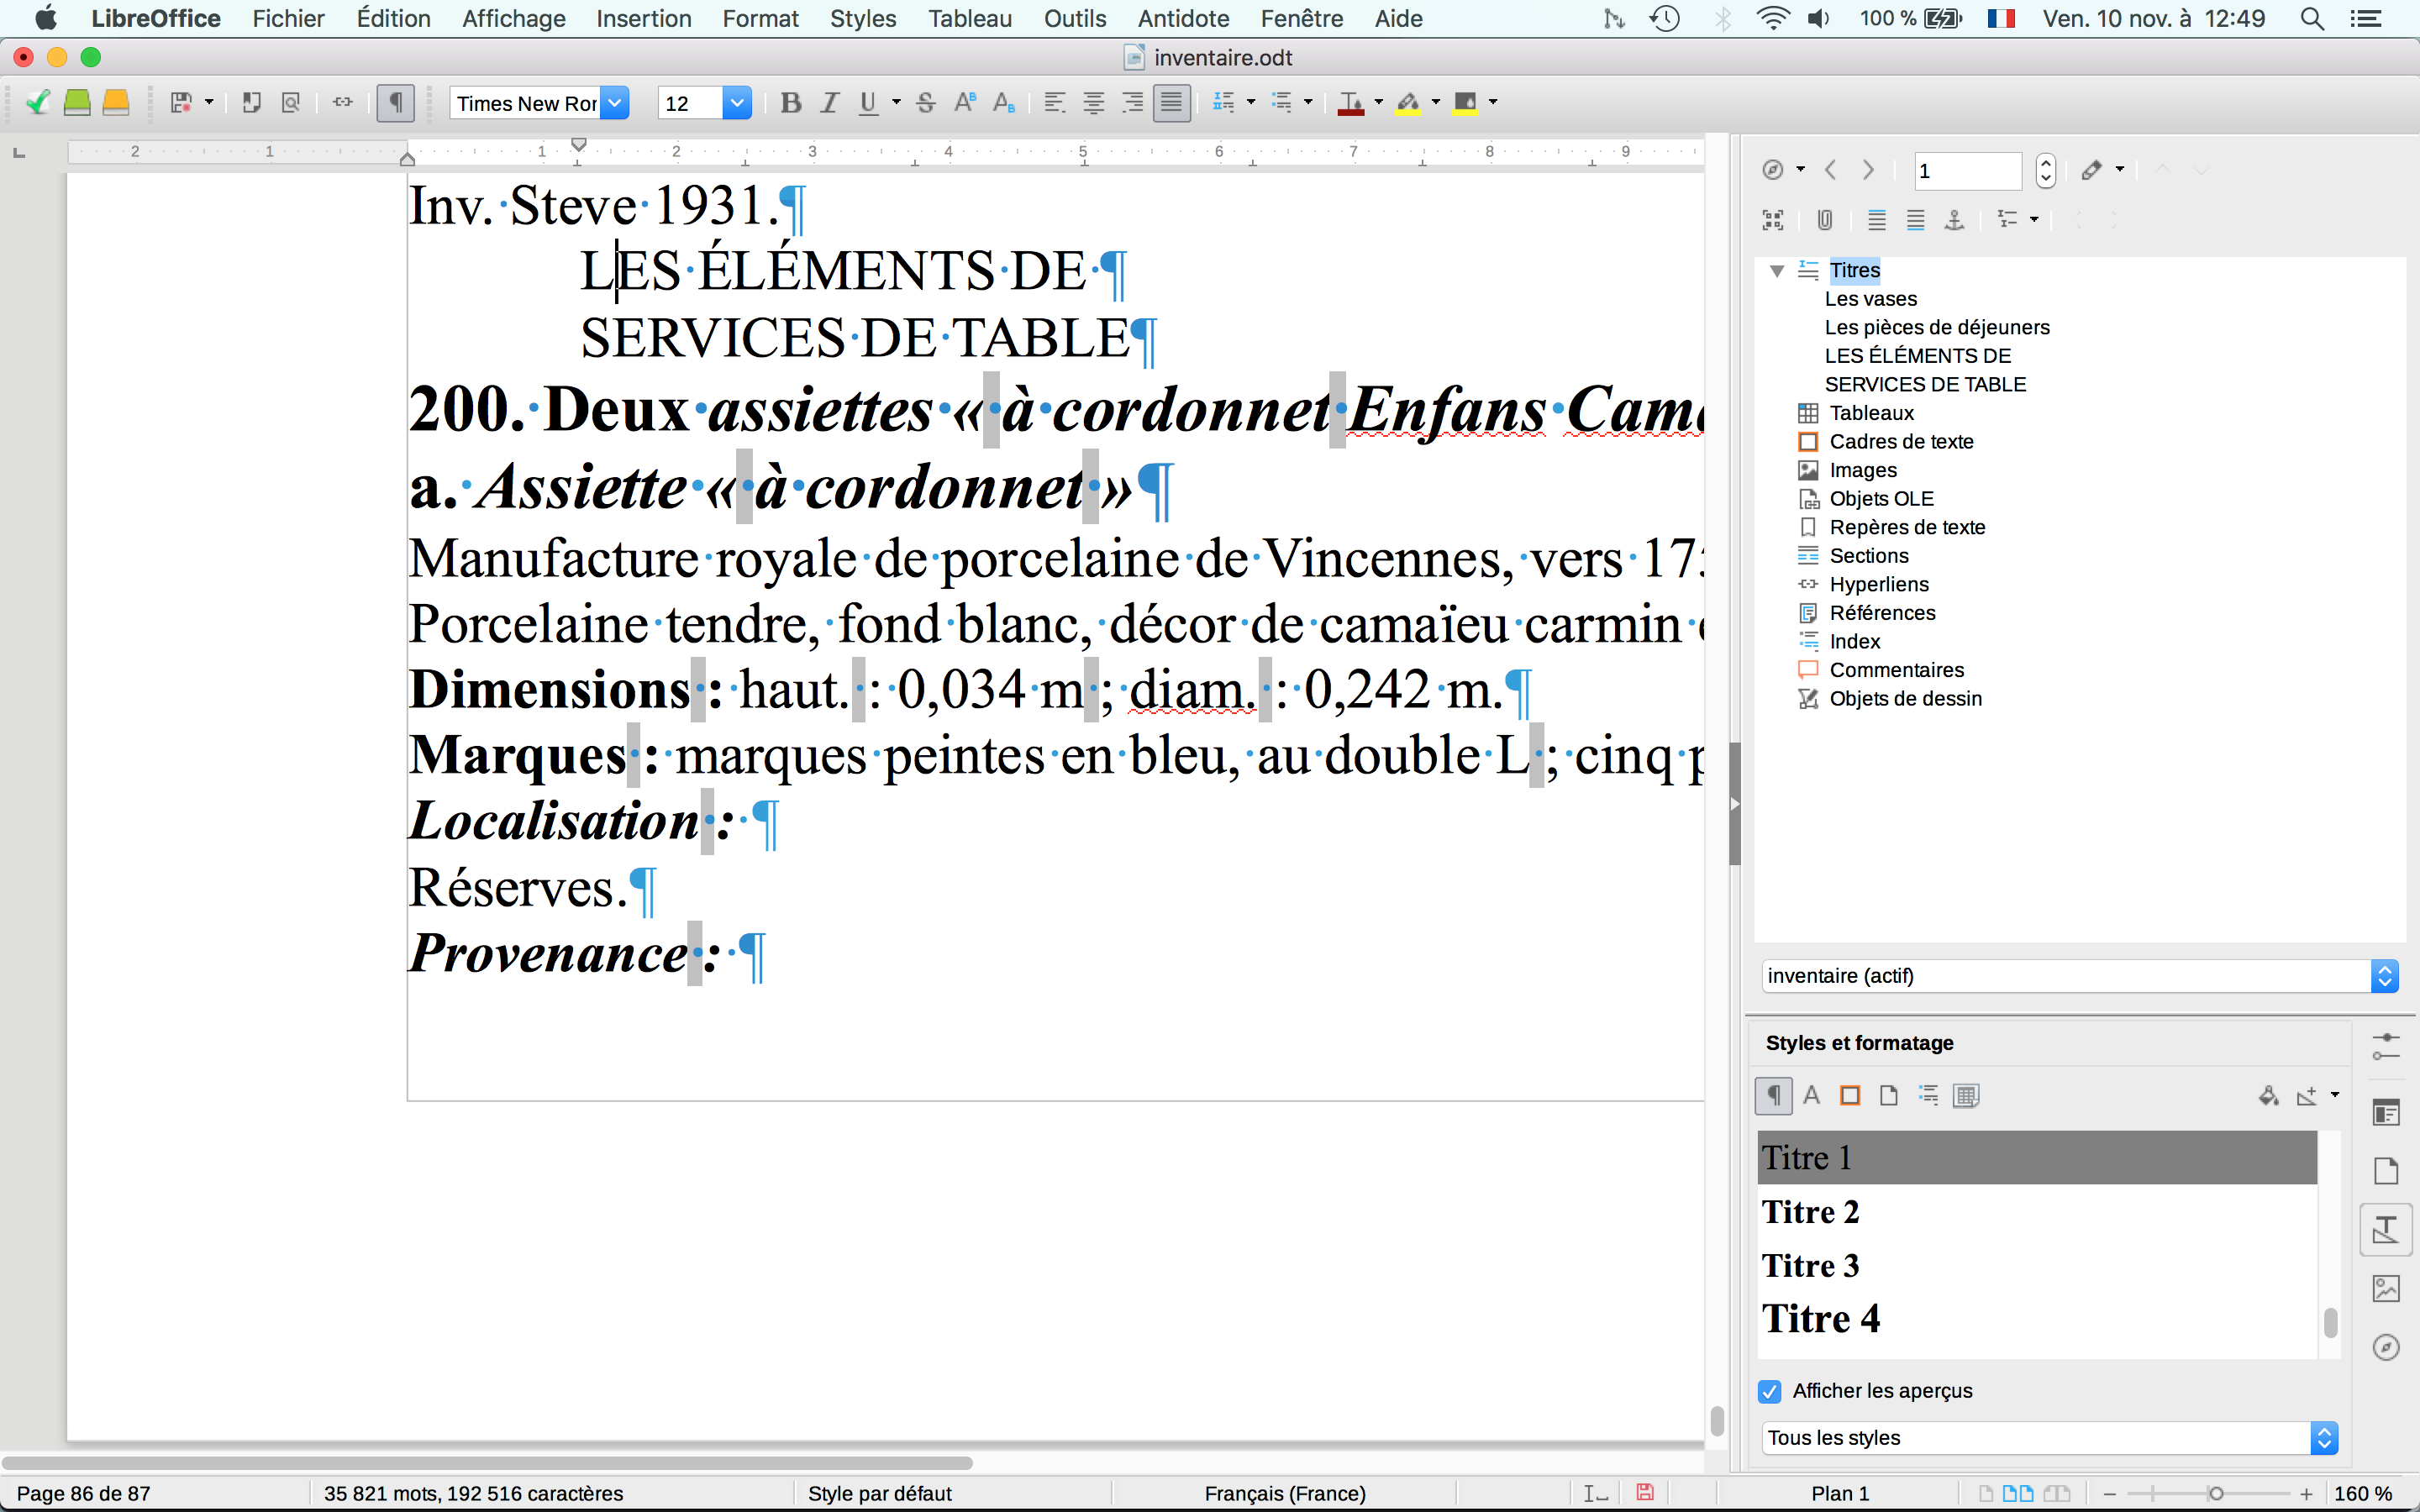 LibreOffice Fichier Édition Affichage Insertion Format Styles Tableau Outils Antidote Fenêtre Aide 100 % Ven. 10 nov. à 12:49
inventaire.odt
Times New Ror 12
2 1 1 2 3 4 5 6 7 8 9
1
Inv. Steve 1931.¶
LES ÉLÉMENTS DE ¶
SERVICES DE TABLE¶
200. Deux assiettes « à cordonnet Enfans Cama
a. Assiette « à cordonnet »¶
Manufacture royale de porcelaine de Vincennes, vers 175
Porcelaine tendre, fond blanc, décor de camaïeu carmin e
Dimensions : haut. : 0,034 m ; diam. : 0,242 m.¶
Marques : marques peintes en bleu, au double L ; cinq p
Localisation : ¶
Réserves.¶
Provenance : ¶
Titres
Les vases
Les pièces de déjeuners
LES ÉLÉMENTS DE
SERVICES DE TABLE
Tableaux
Cadres de texte
Images
Objets OLE
Repères de texte
Sections
Hyperliens
Références
Index
Commentaires
Objets de dessin
inventaire (actif)
Styles et formatage
Titre 1
Titre 2
Titre 3
Titre 4
Afficher les aperçus
Tous les styles
Page 86 de 87 35 821 mots, 192 516 caractères Style par défaut Français (France) Plan 1 160 %